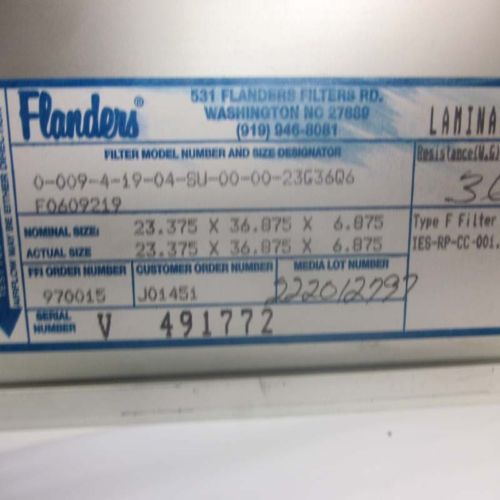 Flanders®
531 FLANDERS FILTERS RD.
WASHINGTON NC 27889
(919) 946-8081
LAMINA
FILTER MODEL NUMBER AND SIZE DESIGNATOR
Resistance(W.G)
0-009-4-19-04-SU-00-00-23G36Q6
F0609219
NOMINAL SIZE: 23.375 X 36.875 X 6.875
Type F Filter
ACTUAL SIZE 23.375 X 36.875 X 6.875
IES-RP-CC-001.
FFI ORDER NUMBER
CUSTOMER ORDER NUMBER
MEDIA LOT NUMBER
970015
J01451
222012797
SERIAL NUMBER V 491772